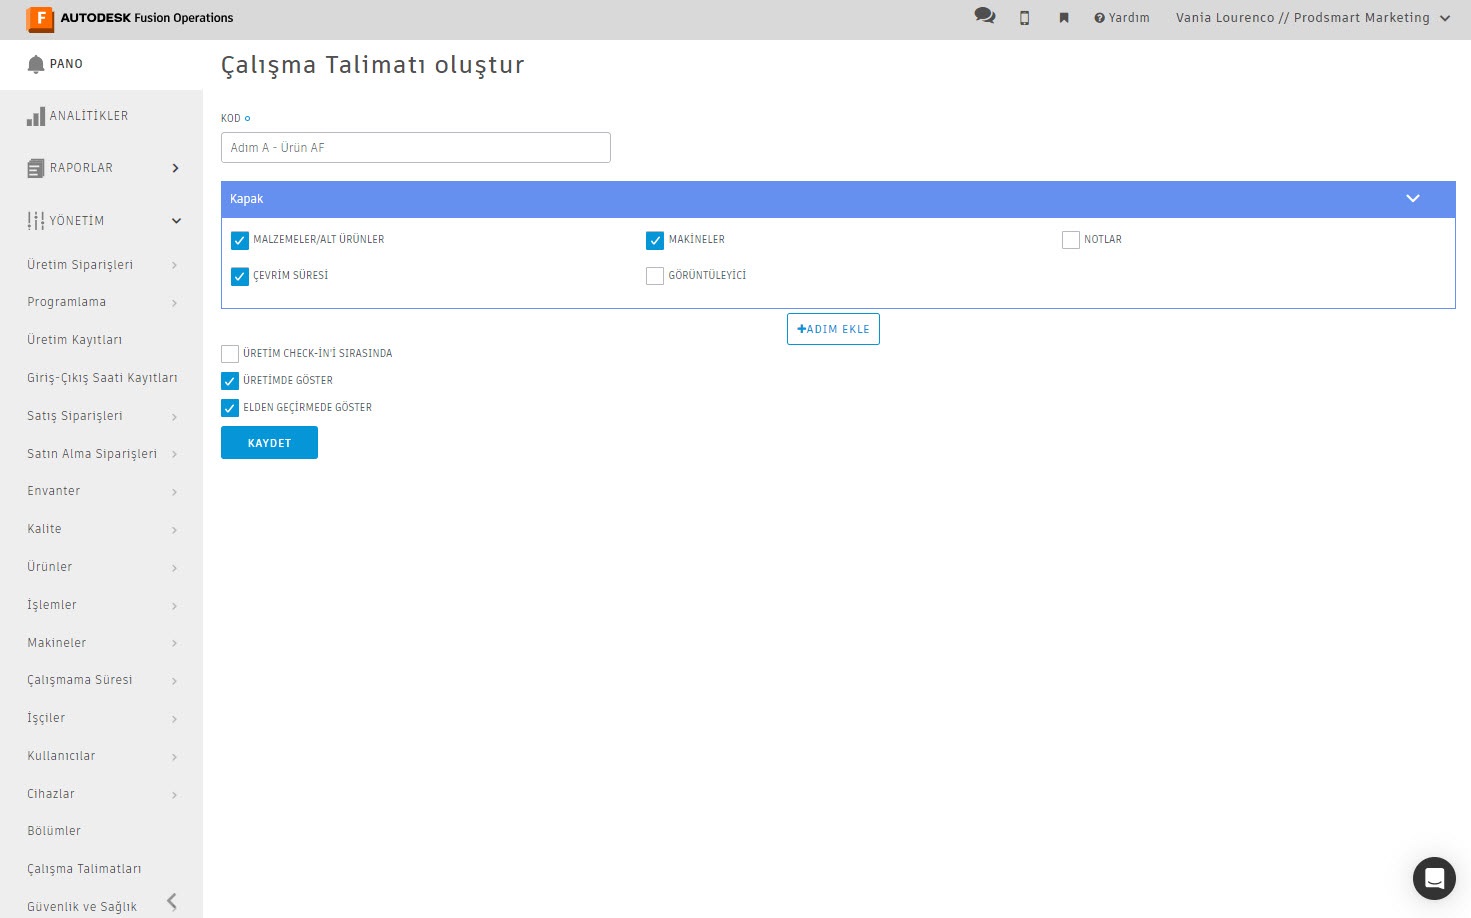 F AUTODESK Fusion Operations
Yardım
Vania Lourenco // Prodsmart Marketing
PANO
ANALİTİKLER
RAPORLAR
YÖNETİM
Üretim Siparişleri
Programlama
Üretim Kayıtları
Giriş-Çıkış Saati Kayıtları
Satış Siparişleri
Satın Alma Siparişleri
Envanter
Kalite
Ürünler
İşlemler
Makineler
Çalışmama Süresi
İşçiler
Kullanıcılar
Cihazlar
Bölümler
Çalışma Talimatları
Güvenlik ve Sağlık
Çalışma Talimatı oluştur
KOD
Adım A - Ürün AF
Kapak
MALZEMELER/ALT ÜRÜNLER
MAKİNELER
NOTLAR
ÇEVRİM SÜRESİ
GÖRÜNTÜLEYİCİ
+ADIM EKLE
ÜRETİM CHECK-İN'İ SIRASINDA
ÜRETİMDE GÖSTER
ELDEN GEÇİRMEDE GÖSTER
KAYDET